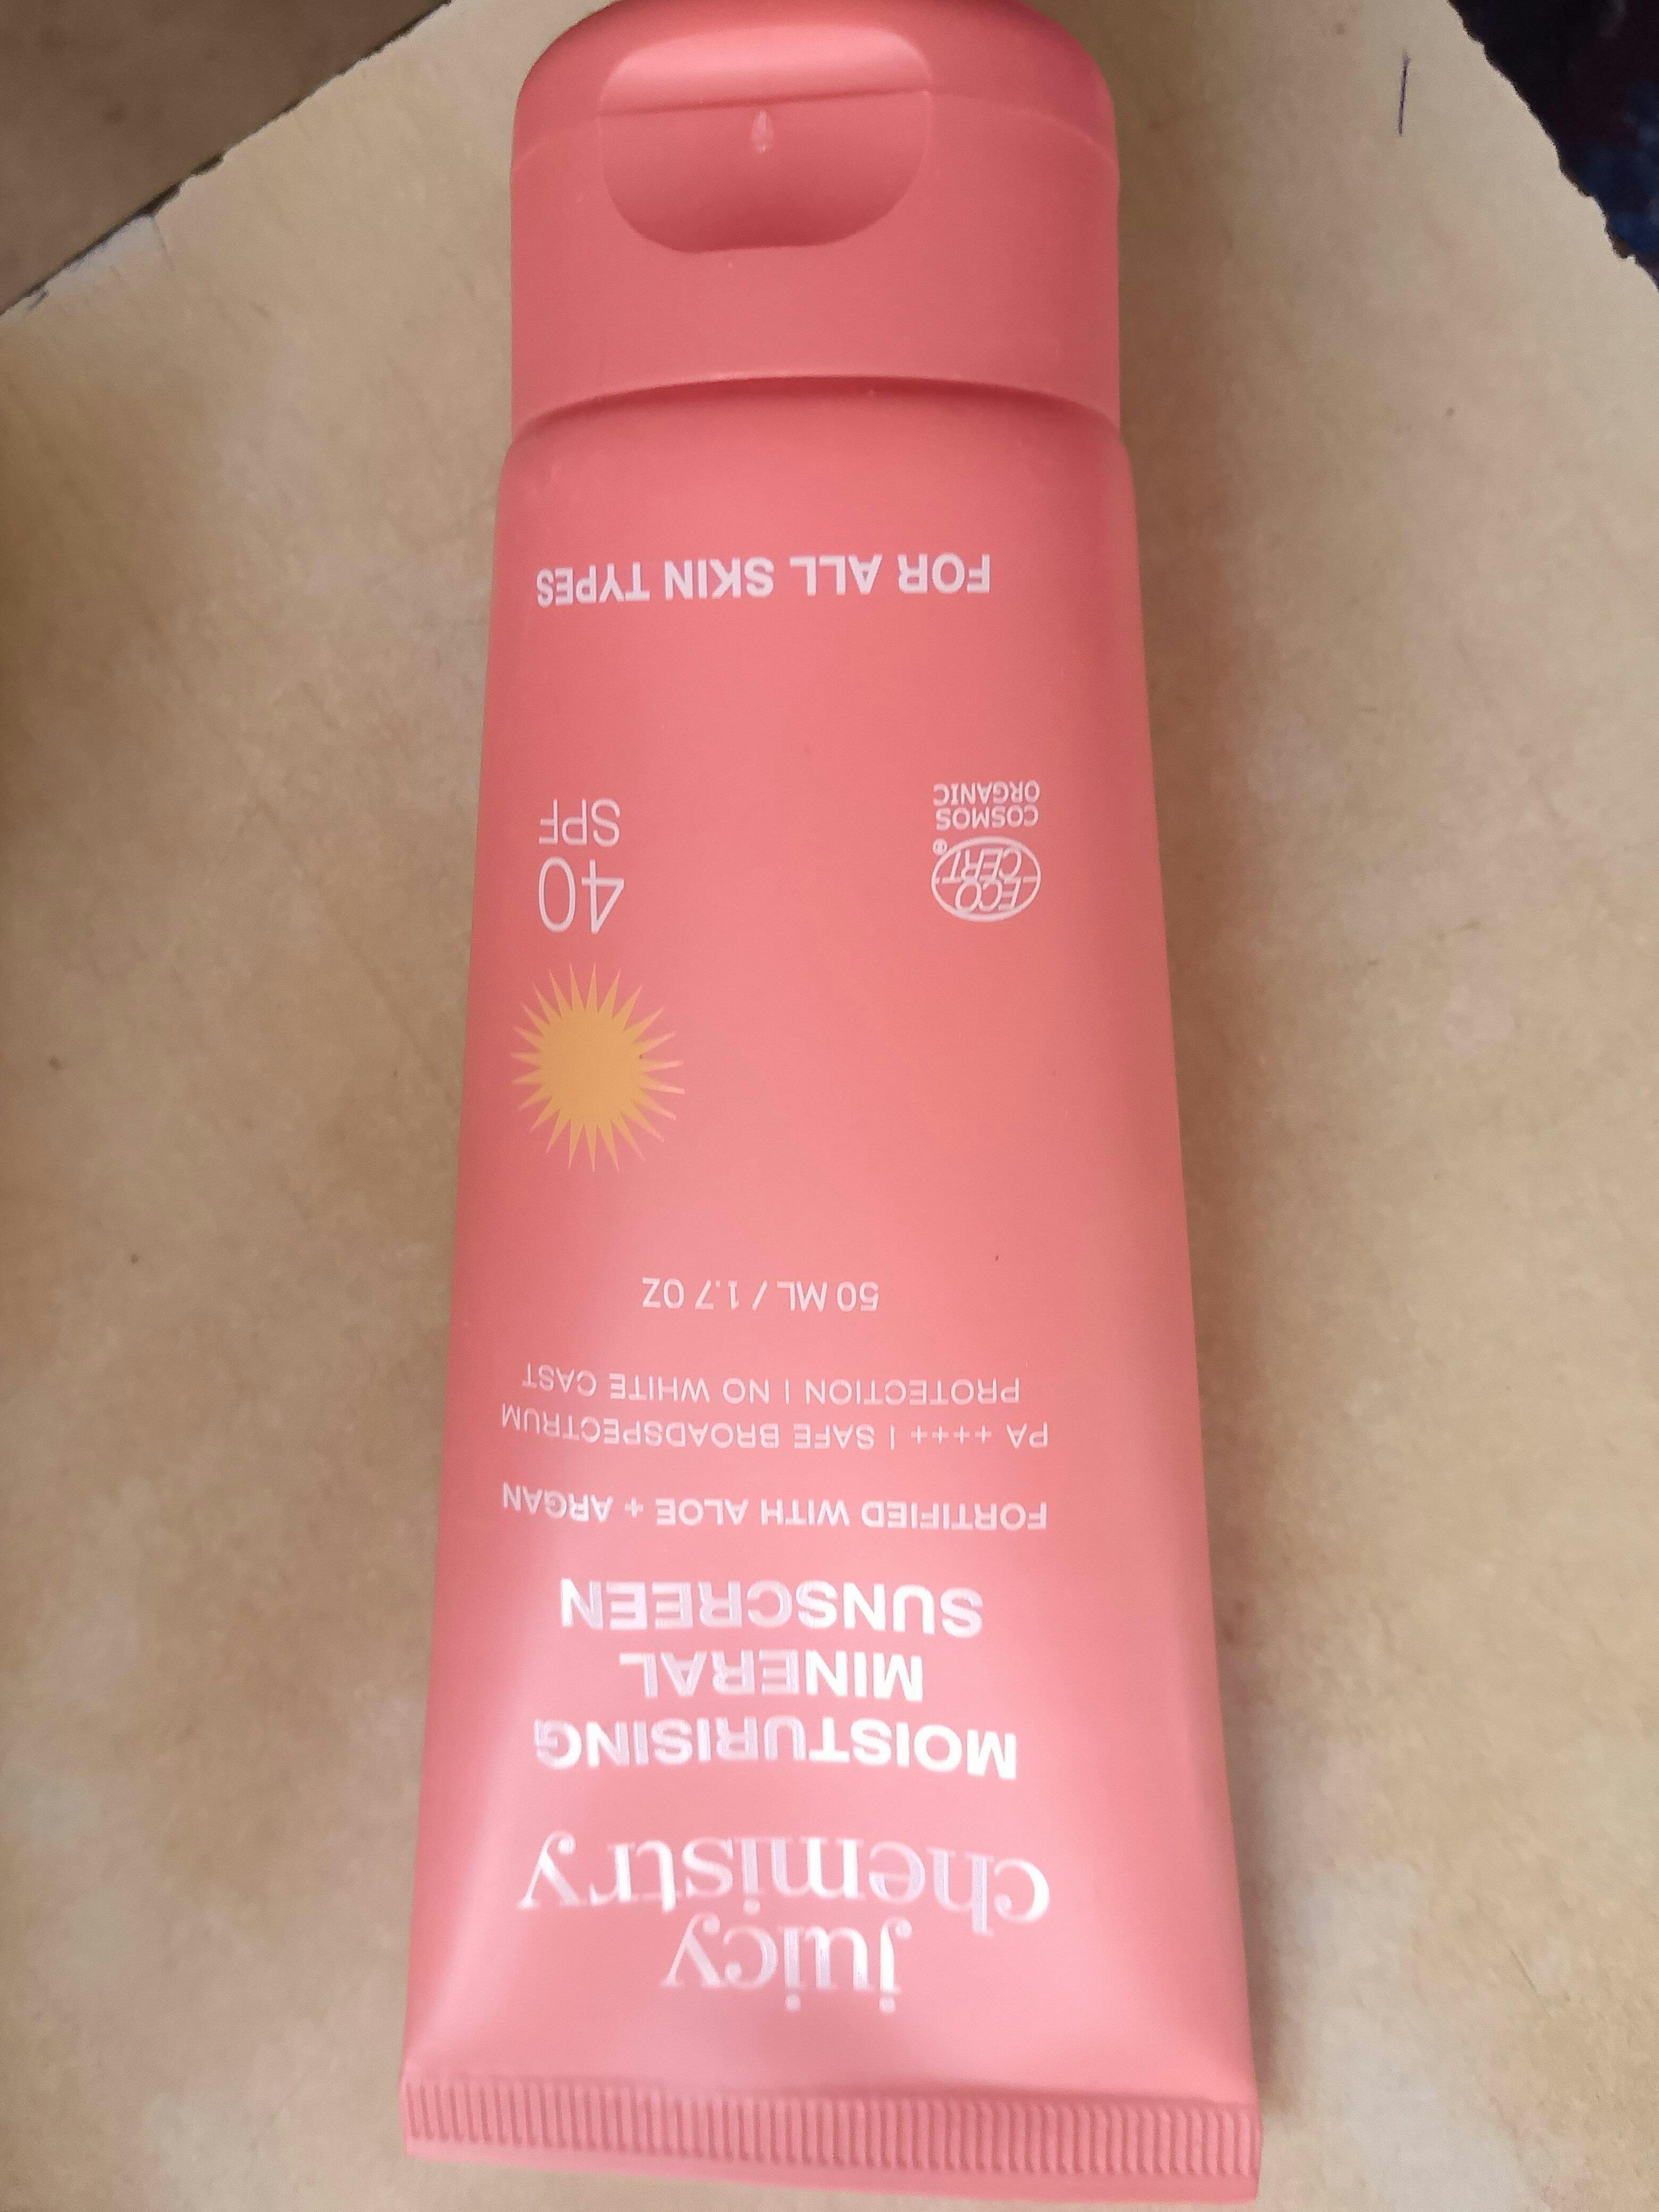 juicy
chemistry
MOISTURISING
MINERAL
SUNSCREEN
FORTIFIED WITH ALOE + ARGAN
PA ++++ | SAFE BROADSPECTRUM
PROTECTION | NO WHITE CAST
50 ML / 1.7 OZ
40
SPF
ECO
CERT®
COSMOS
ORGANIC
FOR ALL SKIN TYPES